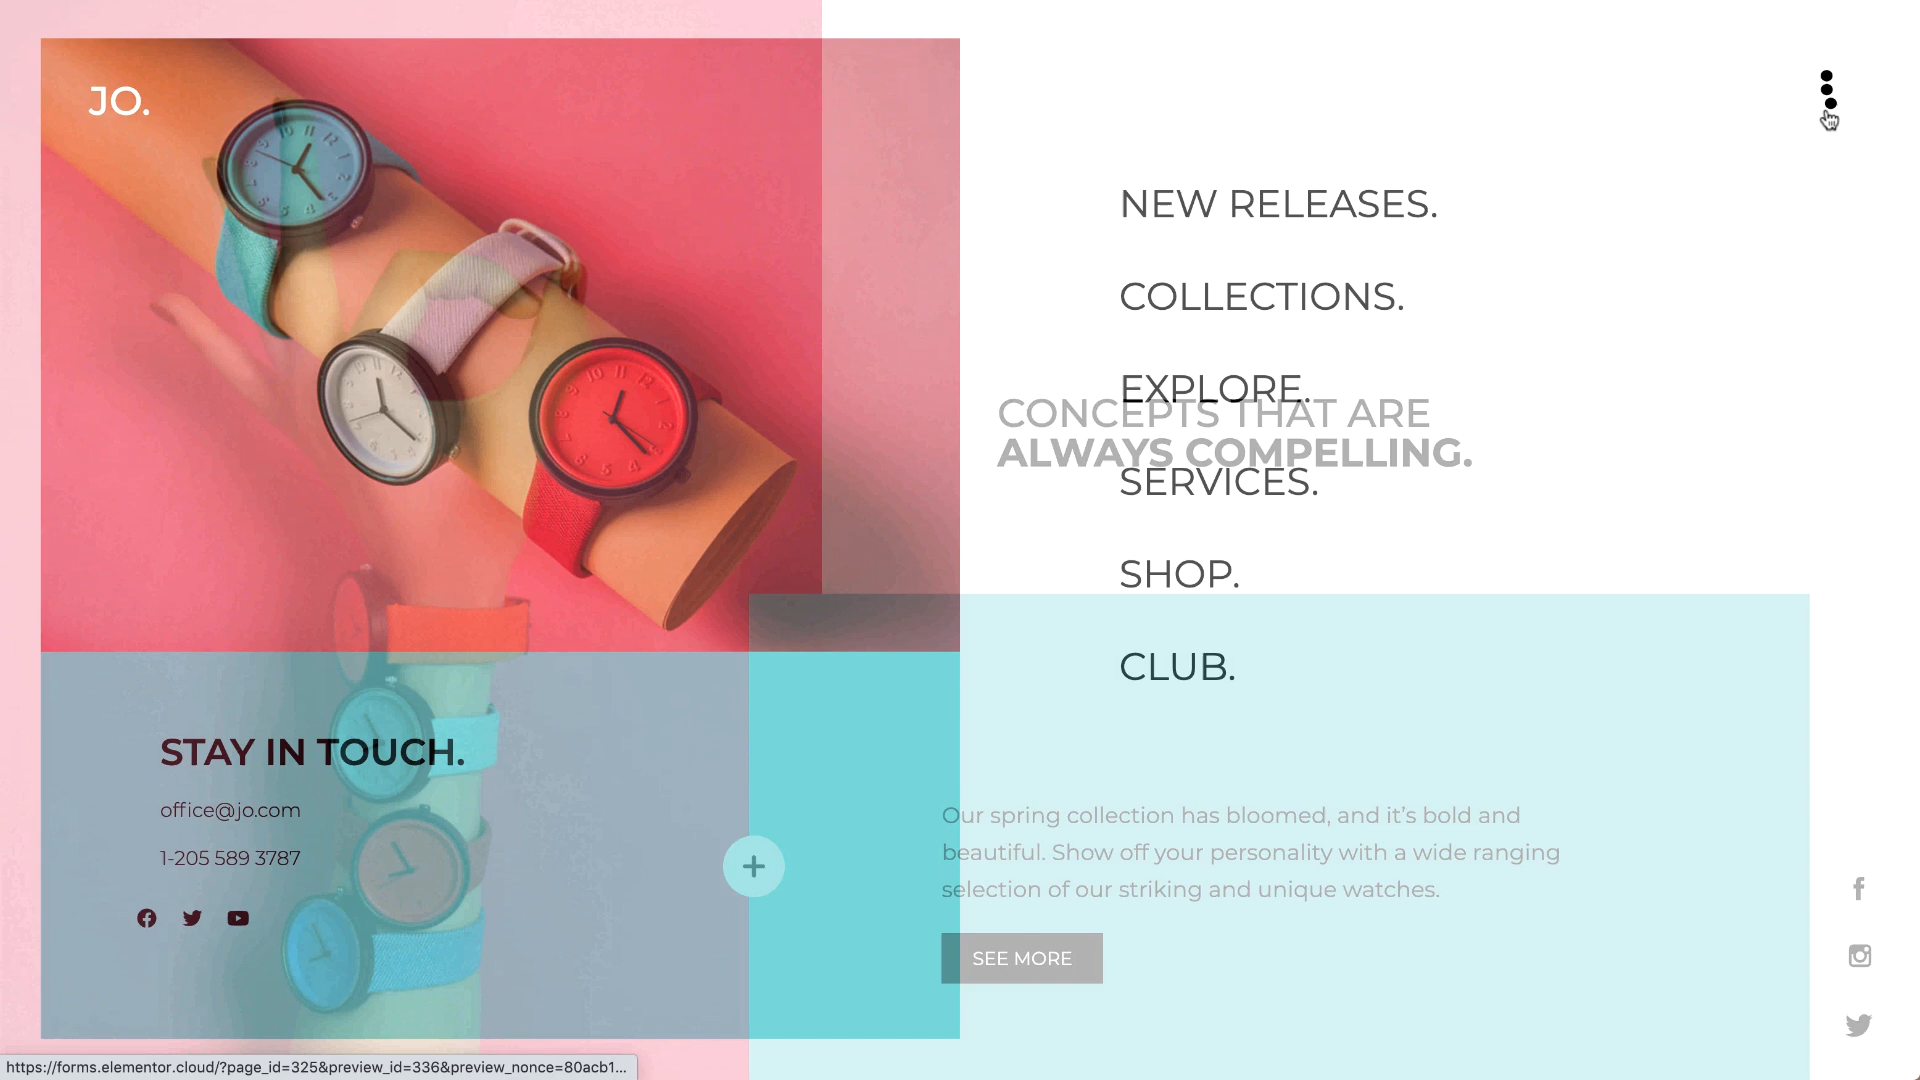 JO.
NEW RELEASES.
COLLECTIONS.
EXPLORE.
CONCEPTS THAT ARE
ALWAYS COMPELLING.
SERVICES.
SHOP.
CLUB.
STAY IN TOUCH.
office@jo.com
1-205 589 3787
Our spring collection has bloomed, and it’s bold and
beautiful. Show off your personality with a wide ranging
selection of our striking and unique watches.
SEE MORE
https://forms.elementor.cloud/?page_id=325&preview_id=336&preview_nonce=80acb1...